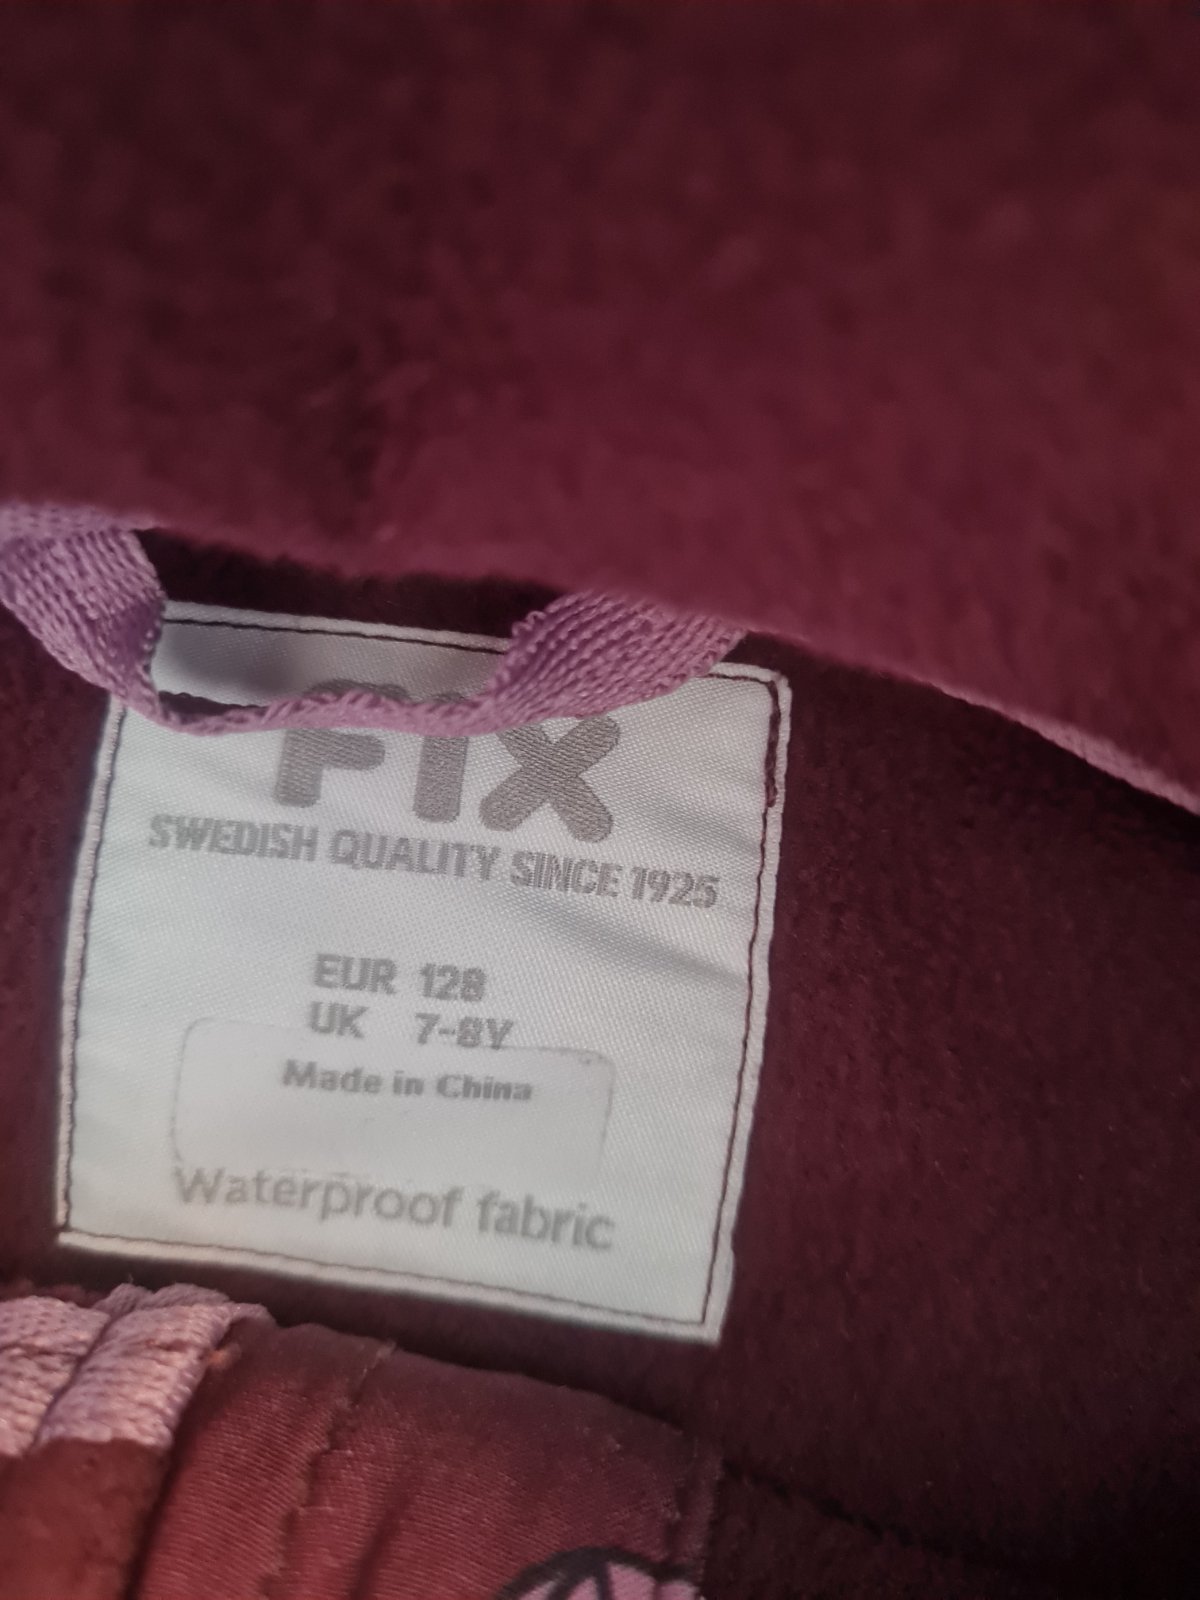 FIX
SWEDISH QUALITY SINCE 1925
EUR 128
UK 7-8Y
Made in China
Waterproof fabric